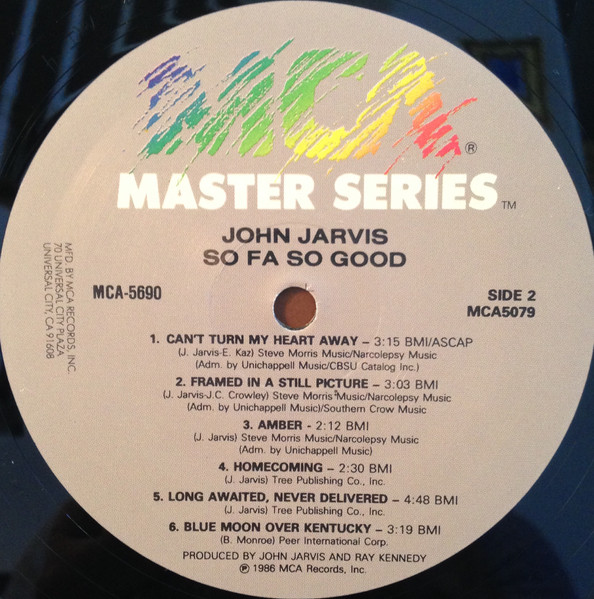 MCA
®
MASTER SERIES ™
JOHN JARVIS
SO FA SO GOOD
MFD. BY MCA RECORDS, INC.
70 UNIVERSAL CITY PLAZA
UNIVERSAL CITY, CA 91608
MCA-5690
SIDE 2
MCA5079
1. CAN'T TURN MY HEART AWAY – 3:15 BMI/ASCAP
(J. Jarvis-E. Kaz) Steve Morris Music/Narcolepsy Music
(Adm. by Unichappell Music/CBSU Catalog Inc.)
2. FRAMED IN A STILL PICTURE – 3:03 BMI
(J. Jarvis-J.C. Crowley) Steve Morris Music/Narcolepsy Music
(Adm. by Unichappell Music)/Southern Crow Music
3. AMBER - 2:12 BMI
(J. Jarvis) Steve Morris Music/Narcolepsy Music
(Adm. by Unichappell Music)
4. HOMECOMING – 2:30 BMI
(J. Jarvis) Tree Publishing Co., Inc.
5. LONG AWAITED, NEVER DELIVERED – 4:48 BMI
(J. Jarvis) Tree Publishing Co., Inc.
6. BLUE MOON OVER KENTUCKY – 3:19 BMI
(B. Monroe) Peer International Corp.
PRODUCED BY JOHN JARVIS AND RAY KENNEDY
℗ 1986 MCA Records, Inc.